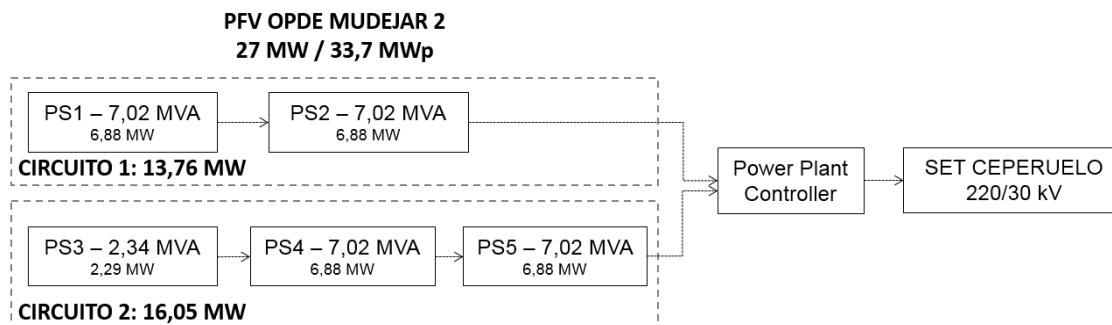 PFV OPDE MUDEJAR 2
27 MW / 33,7 MWp
PS1 – 7,02 MVA
6,88 MW
PS2 – 7,02 MVA
6,88 MW
CIRCUITO 1: 13,76 MW
Power Plant
Controller
SET CEPERUELO
220/30 kV
PS3 – 2,34 MVA
2,29 MW
PS4 – 7,02 MVA
6,88 MW
PS5 – 7,02 MVA
6,88 MW
CIRCUITO 2: 16,05 MW